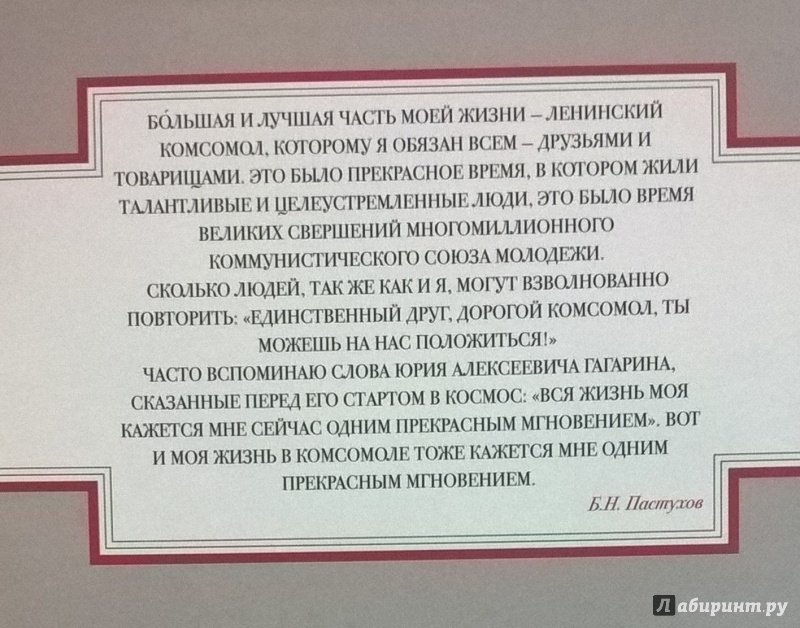 БО́ЛЬШАЯ И ЛУЧШАЯ ЧАСТЬ МОЕЙ ЖИЗНИ – ЛЕНИНСКИЙ
КОМСОМОЛ, КОТОРОМУ Я ОБЯЗАН ВСЕМ – ДРУЗЬЯМИ И
ТОВАРИЩАМИ. ЭТО БЫЛО ПРЕКРАСНОЕ ВРЕМЯ, В КОТОРОМ ЖИЛИ
ТАЛАНТЛИВЫЕ И ЦЕЛЕУСТРЕМЛЕННЫЕ ЛЮДИ, ЭТО БЫЛО ВРЕМЯ
ВЕЛИКИХ СВЕРШЕНИЙ МНОГОМИЛЛИОННОГО
КОММУНИСТИЧЕСКОГО СОЮЗА МОЛОДЕЖИ.
СКОЛЬКО ЛЮДЕЙ, ТАК ЖЕ КАК И Я, МОГУТ ВЗВОЛНОВАННО
ПОВТОРИТЬ: «ЕДИНСТВЕННЫЙ ДРУГ, ДОРОГОЙ КОМСОМОЛ, ТЫ
МОЖЕШЬ НА НАС ПОЛОЖИТЬСЯ!»
ЧАСТО ВСПОМИНАЮ СЛОВА ЮРИЯ АЛЕКСЕЕВИЧА ГАГАРИНА,
СКАЗАННЫЕ ПЕРЕД ЕГО СТАРТОМ В КОСМОС: «ВСЯ ЖИЗНЬ МОЯ
КАЖЕТСЯ МНЕ СЕЙЧАС ОДНИМ ПРЕКРАСНЫМ МГНОВЕНИЕМ». ВОТ
И МОЯ ЖИЗНЬ В КОМСОМОЛЕ ТОЖЕ КАЖЕТСЯ МНЕ ОДНИМ
ПРЕКРАСНЫМ МГНОВЕНИЕМ.
Б.Н. Пастухов
Лабиринт.ру